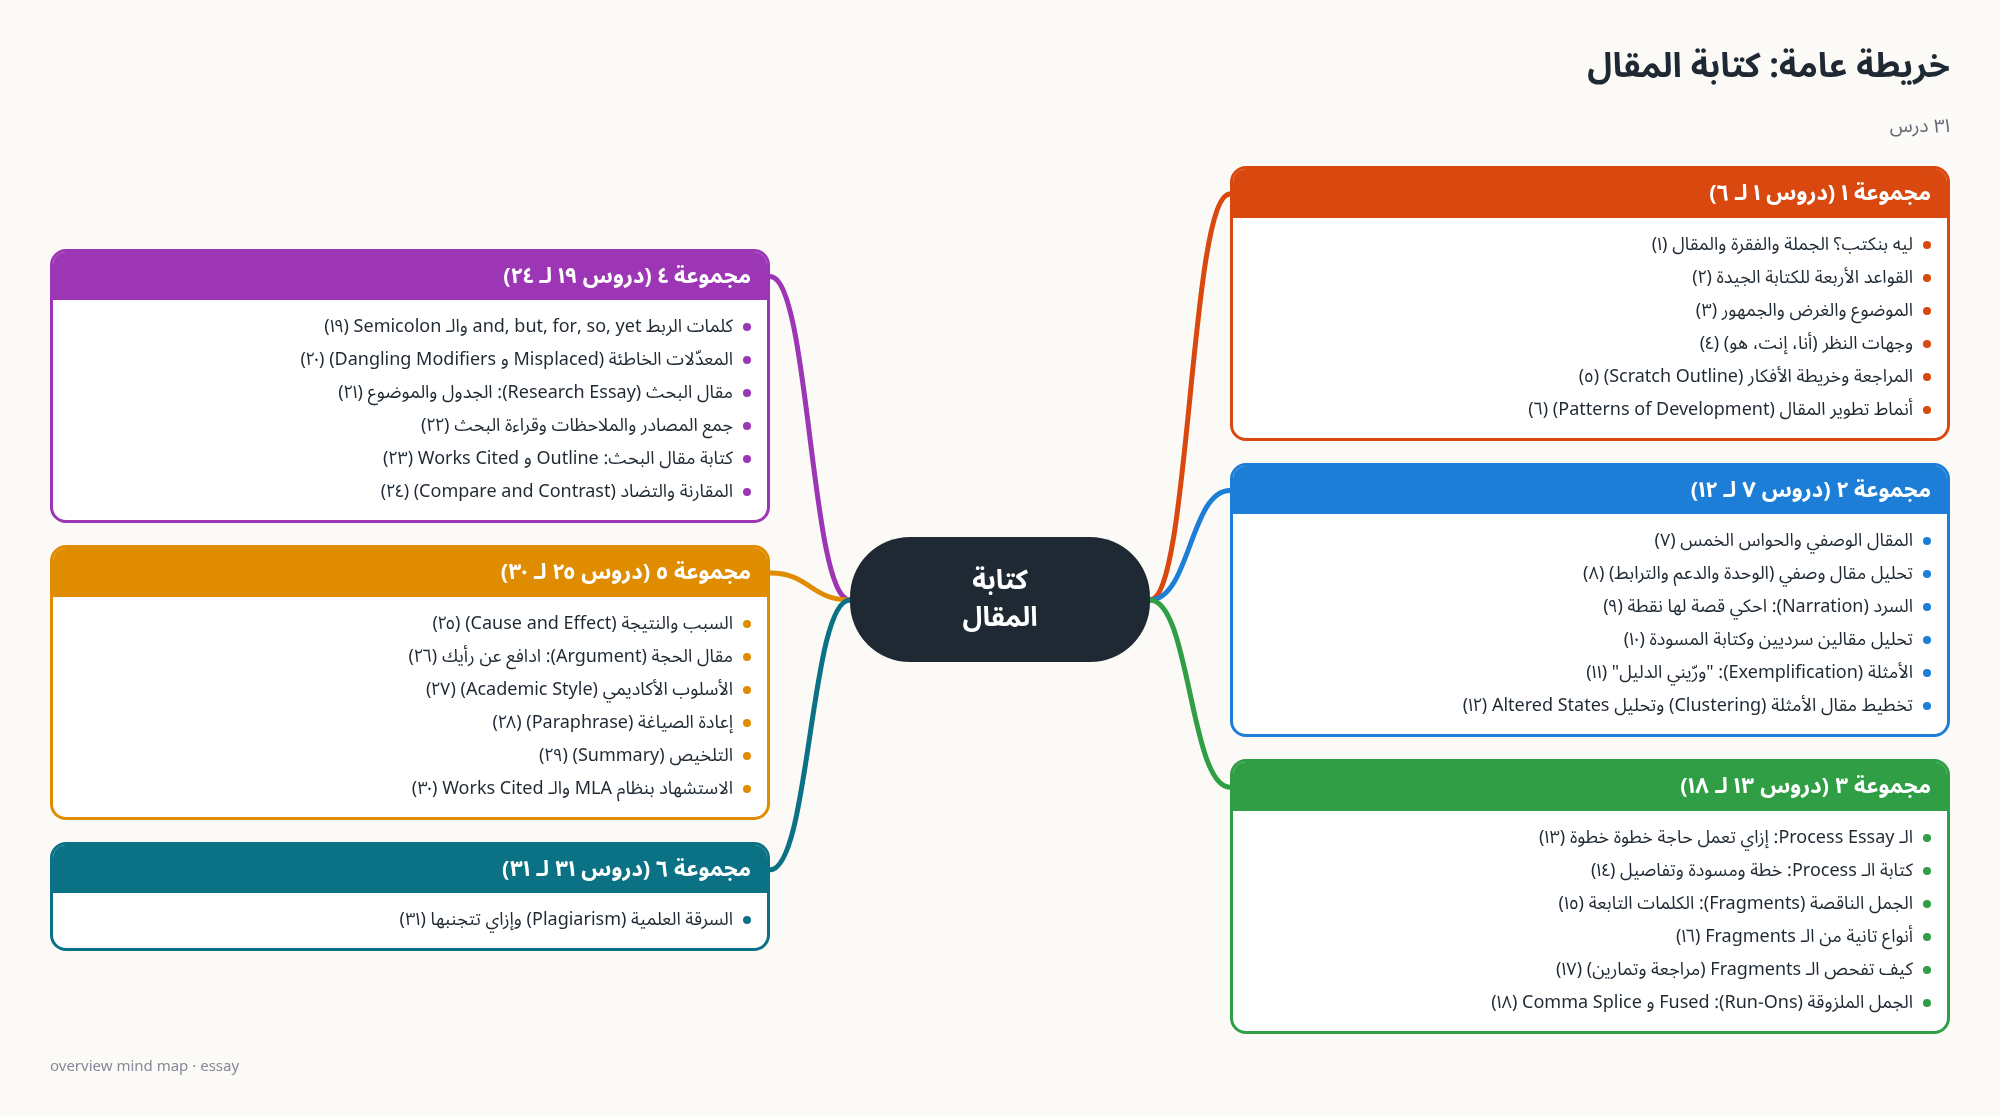 خريطة عامة: كتابة المقال
٣١ درس
مجموعة ١ (دروس ١ لـ ٦)
ليه بنكتب؟ الجملة والفقرة والمقال (١)
القواعد الأربعة للكتابة الجيدة (٢)
الموضوع والغرض والجمهور (٣)
وجهات النظر (أنا، إنت، هو) (٤)
المراجعة وخريطة الأفكار (Scratch Outline) (٥)
أنماط تطوير المقال (Patterns of Development) (٦)
مجموعة ٢ (دروس ٧ لـ ١٢)
المقال الوصفي والحواس الخمس (٧)
تحليل مقال وصفي (الوحدة والدعم والترابط) (٨)
السرد (Narration): احكي قصة لها نقطة (٩)
تحليل مقالين سرديين وكتابة المسودة (١٠)
الأمثلة (Exemplification): "ورّيني الدليل" (١١)
تخطيط مقال الأمثلة (Clustering) وتحليل Altered States (١٢)
مجموعة ٣ (دروس ١٣ لـ ١٨)
الـ Process Essay: إزاي تعمل حاجة خطوة خطوة (١٣)
كتابة الـ Process: خطة ومسودة وتفاصيل (١٤)
الجمل الناقصة (Fragments): الكلمات التابعة (١٥)
أنواع تانية من الـ Fragments (١٦)
كيف تفحص الـ Fragments (مراجعة وتمارين) (١٧)
الجمل الملزوقة (Run-Ons): Fused و Comma Splice (١٨)
كتابة
المقال
مجموعة ٤ (دروس ١٩ لـ ٢٤)
كلمات الربط and, but, for, so, yet والـ Semicolon (١٩)
المعدّلات الخاطئة (Misplaced و Dangling Modifiers) (٢٠)
مقال البحث (Research Essay): الجدول والموضوع (٢١)
جمع المصادر والملاحظات وقراءة البحث (٢٢)
كتابة مقال البحث: Outline و Works Cited (٢٣)
المقارنة والتضاد (Compare and Contrast) (٢٤)
مجموعة ٥ (دروس ٢٥ لـ ٣٠)
السبب والنتيجة (Cause and Effect) (٢٥)
مقال الحجة (Argument): ادافع عن رأيك (٢٦)
الأسلوب الأكاديمي (Academic Style) (٢٧)
إعادة الصياغة (Paraphrase) (٢٨)
التلخيص (Summary) (٢٩)
الاستشهاد بنظام MLA والـ Works Cited (٣٠)
مجموعة ٦ (دروس ٣١ لـ ٣١)
السرقة العلمية (Plagiarism) وإزاي تتجنبها (٣١)
overview mind map · essay